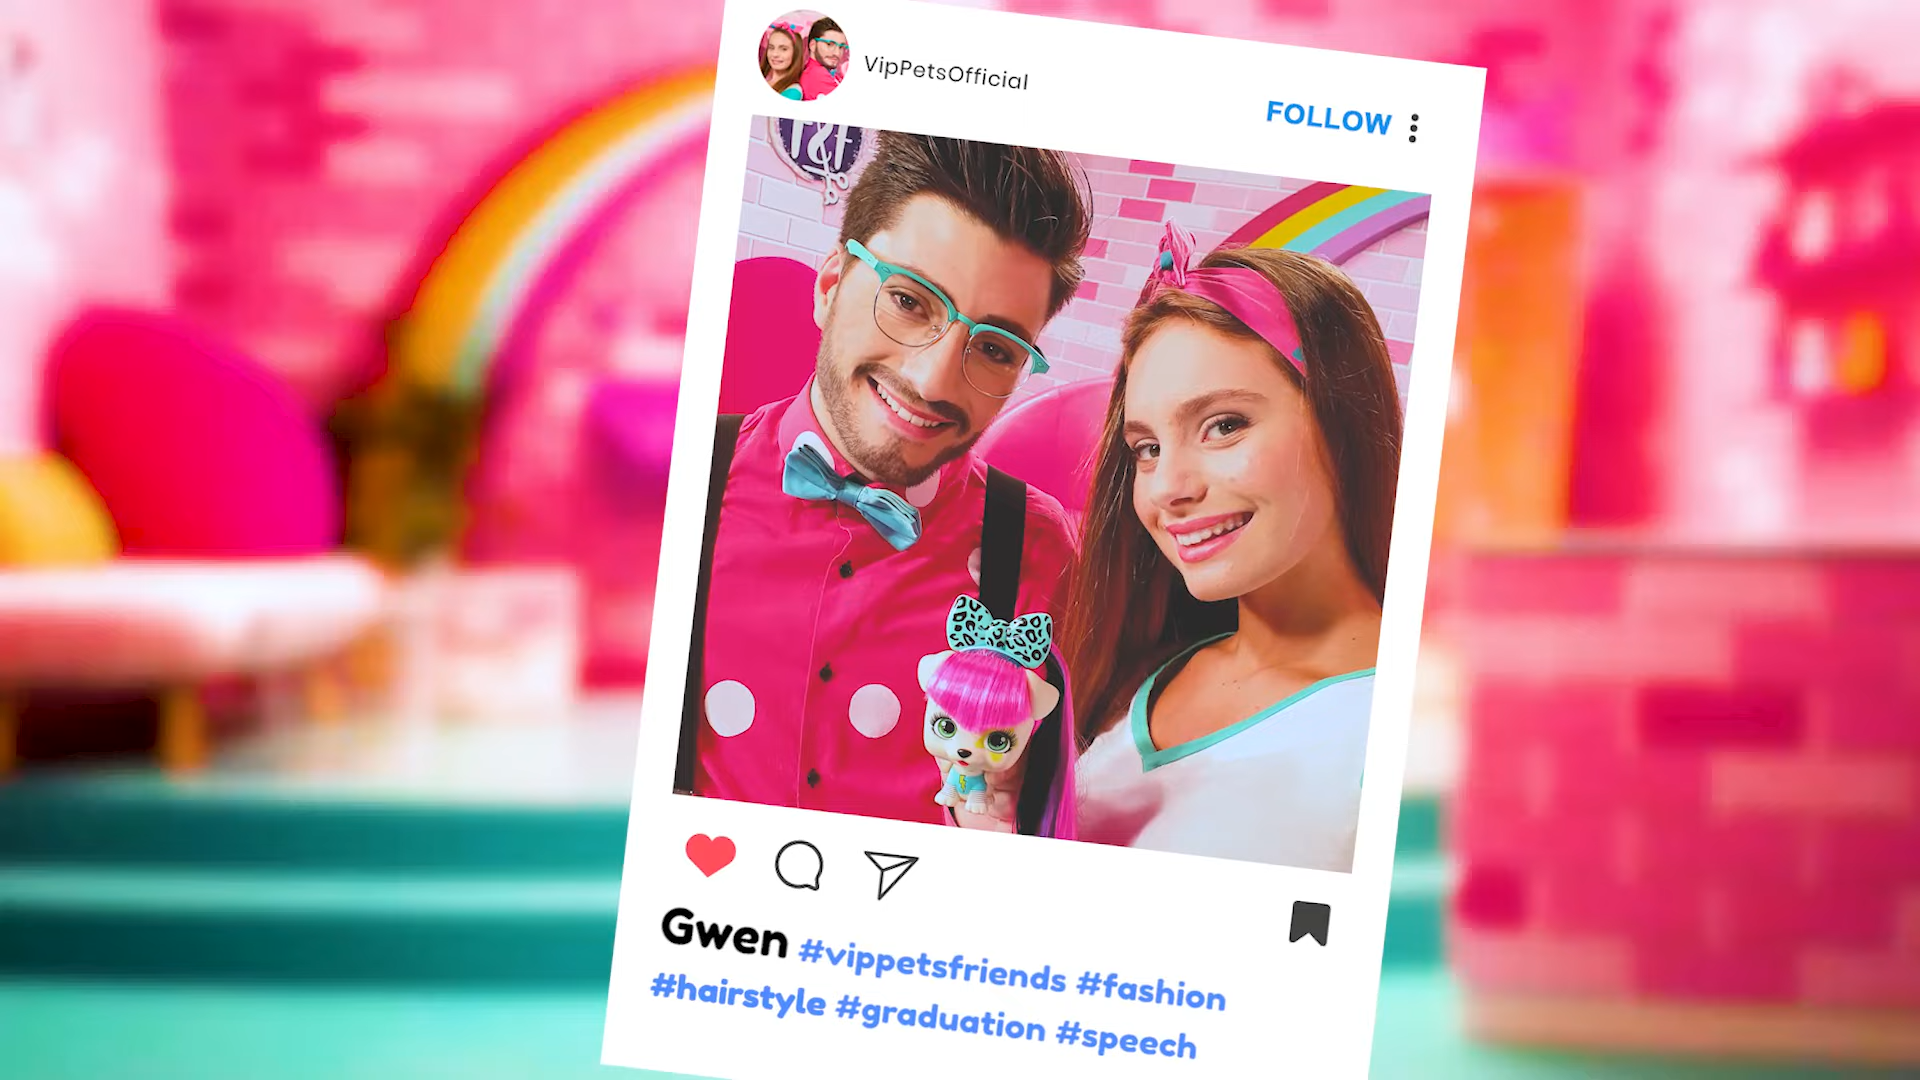 VipPetsOfficial
FOLLOW
f&f
Gwen #vippetsfriends #fashion
#hairstyle #graduation #speech